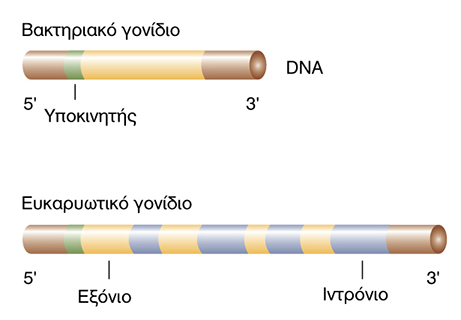 Βακτηριακό γονίδιο
DNA
5' 3'
Υποκινητής
Ευκαρυωτικό γονίδιο
5' 3'
Εξόνιο Ιντρόνιο